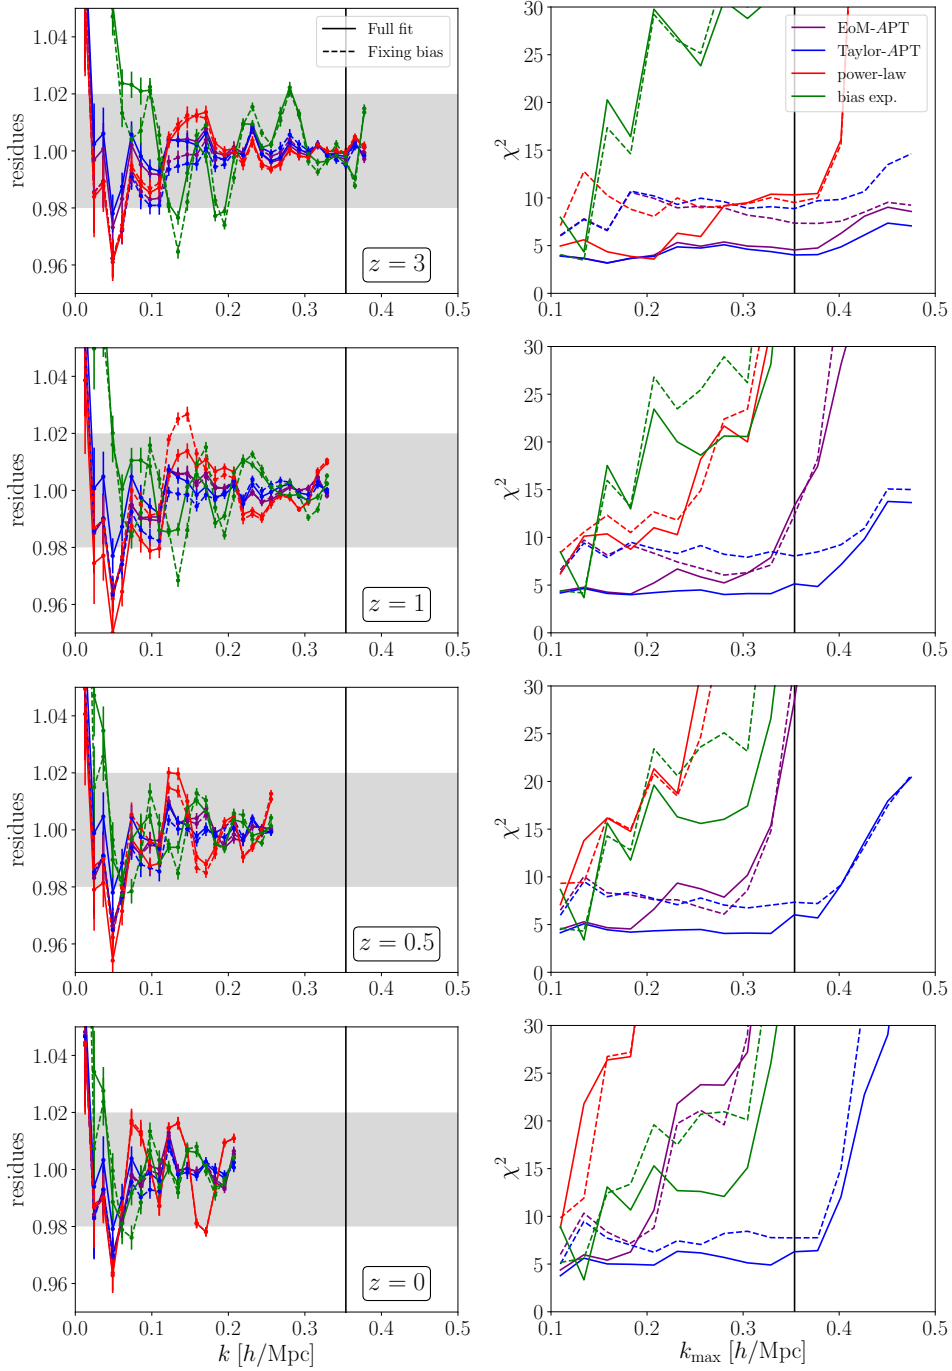 1.04
1.02
1.00
0.98
0.96
residues
Full fit
Fixing bias
z = 3
0.0 0.1 0.2 0.3 0.4 0.5
30
25
20
15
10
5
0
χ²
EoM-APT
Taylor-APT
power-law
bias exp.
0.1 0.2 0.3 0.4 0.5
1.04
1.02
1.00
0.98
0.96
residues
z = 1
0.0 0.1 0.2 0.3 0.4 0.5
30
25
20
15
10
5
0
χ²
0.1 0.2 0.3 0.4 0.5
1.04
1.02
1.00
0.98
0.96
residues
z = 0.5
0.0 0.1 0.2 0.3 0.4 0.5
30
25
20
15
10
5
0
χ²
0.1 0.2 0.3 0.4 0.5
1.04
1.02
1.00
0.98
0.96
residues
z = 0
0.0 0.1 0.2 0.3 0.4 0.5
k [h/Mpc]
30
25
20
15
10
5
0
χ²
0.1 0.2 0.3 0.4 0.5
k_max [h/Mpc]